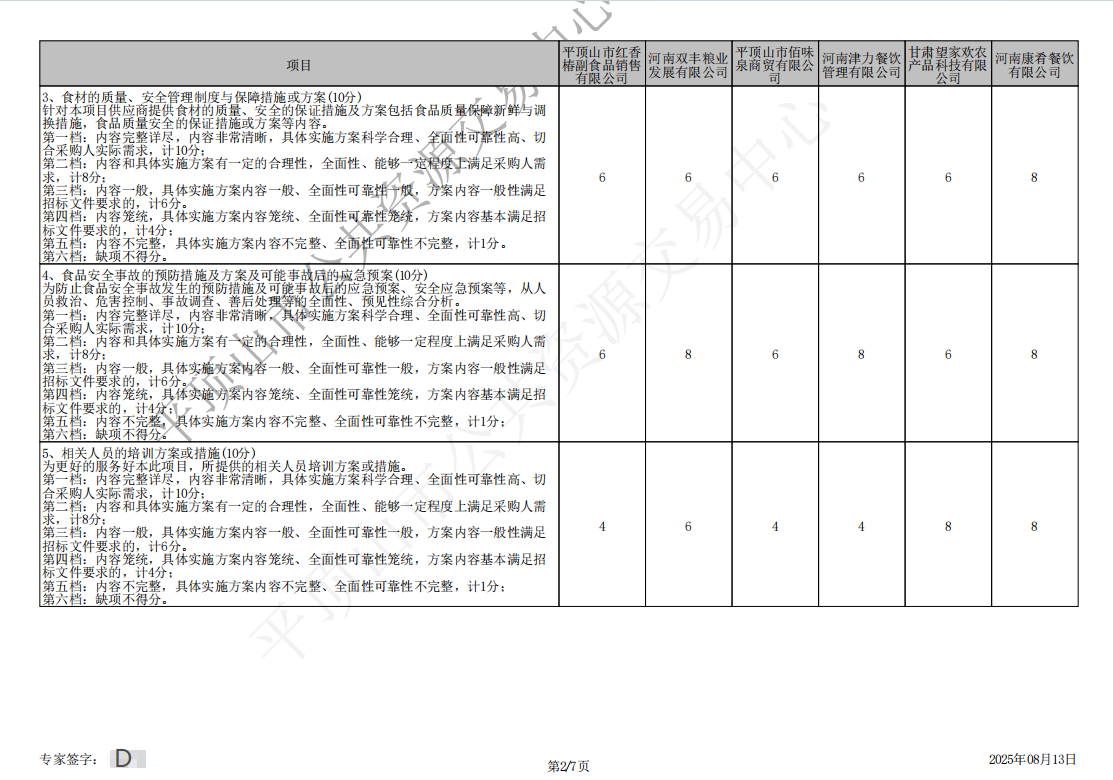 项目
平顶山市红香
椿副食品销售
有限公司
河南双丰粮业
发展有限公司
平顶山市佰味
泉商贸有限公
司
河南津力餐饮
管理有限公司
甘肃望家欢农
产品科技有限
公司
河南康肴餐饮
有限公司
3、食材的质量、安全管理制度与保障措施或方案(10分)
针对本项目供应商提供食材的质量、安全的保证措施及方案包括食品质量保障新鲜与调
换措施，食品质量安全的保证措施或方案等内容。
第一档：内容完整详尽，内容非常清晰，具体实施方案科学合理、全面性可靠性高、切
合采购人实际需求，计10分；
第二档：内容和具体实施方案有一定的合理性，全面性、能够一定程度上满足采购人需
求，计8分；
第三档：内容一般，具体实施方案内容一般、全面性可靠性一般，方案内容一般性满足
招标文件要求的，计6分。
第四档：内容笼统，具体实施方案内容笼统、全面性可靠性笼统，方案内容基本满足招
标文件要求的，计4分；
第五档：内容不完整，具体实施方案内容不完整、全面性可靠性不完整，计1分。
第六档：缺项不得分。
6 6 6 6 6 8
4、食品安全事故的预防措施及方案及可能事故后的应急预案(10分)
为防止食品安全事故发生的预防措施及可能事故后的应急预案、安全应急预案等，从人
员救治、危害控制、事故调查、善后处理等的全面性、预见性综合分析。
第一档：内容完整详尽，内容非常清晰，具体实施方案科学合理、全面性可靠性高、切
合采购人实际需求，计10分；
第二档：内容和具体实施方案有一定的合理性，全面性、能够一定程度上满足采购人需
求，计8分；
第三档：内容一般，具体实施方案内容一般、全面性可靠性一般，方案内容一般性满足
招标文件要求的，计6分。
第四档：内容笼统，具体实施方案内容笼统、全面性可靠性笼统，方案内容基本满足招
标文件要求的，计4分；
第五档：内容不完整，具体实施方案内容不完整、全面性可靠性不完整，计1分；
第六档：缺项不得分。
6 8 6 8 6 8
5、相关人员的培训方案或措施(10分)
为更好的服务好本此项目，所提供的相关人员培训方案或措施。
第一档：内容完整详尽，内容非常清晰，具体实施方案科学合理、全面性可靠性高、切
合采购人实际需求，计10分；
第二档：内容和具体实施方案有一定的合理性，全面性、能够一定程度上满足采购人需
求，计8分；
第三档：内容一般，具体实施方案内容一般、全面性可靠性一般，方案内容一般性满足
招标文件要求的，计6分。
第四档：内容笼统，具体实施方案内容笼统、全面性可靠性笼统，方案内容基本满足招
标文件要求的，计4分；
第五档：内容不完整，具体实施方案内容不完整、全面性可靠性不完整，计1分；
第六档：缺项不得分。
4 6 4 4 8 8
平顶山市公共资源交易中心
平顶山市公共资源交易中心
专家签字： D
第2/7页
2025年08月13日